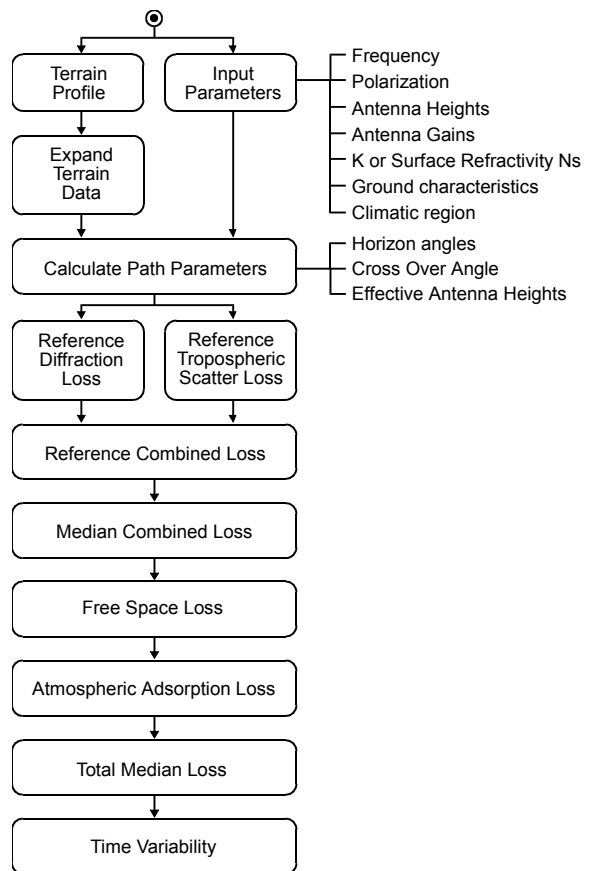 Terrain
Profile
Input
Parameters
Frequency
Polarization
Antenna Heights
Antenna Gains
K or Surface Refractivity Ns
Ground characteristics
Climatic region
Expand
Terrain
Data
Calculate Path Parameters
Horizon angles
Cross Over Angle
Effective Antenna Heights
Reference
Diffraction
Loss
Reference
Tropospheric
Scatter Loss
Reference Combined Loss
Median Combined Loss
Free Space Loss
Atmospheric Adsorption Loss
Total Median Loss
Time Variability